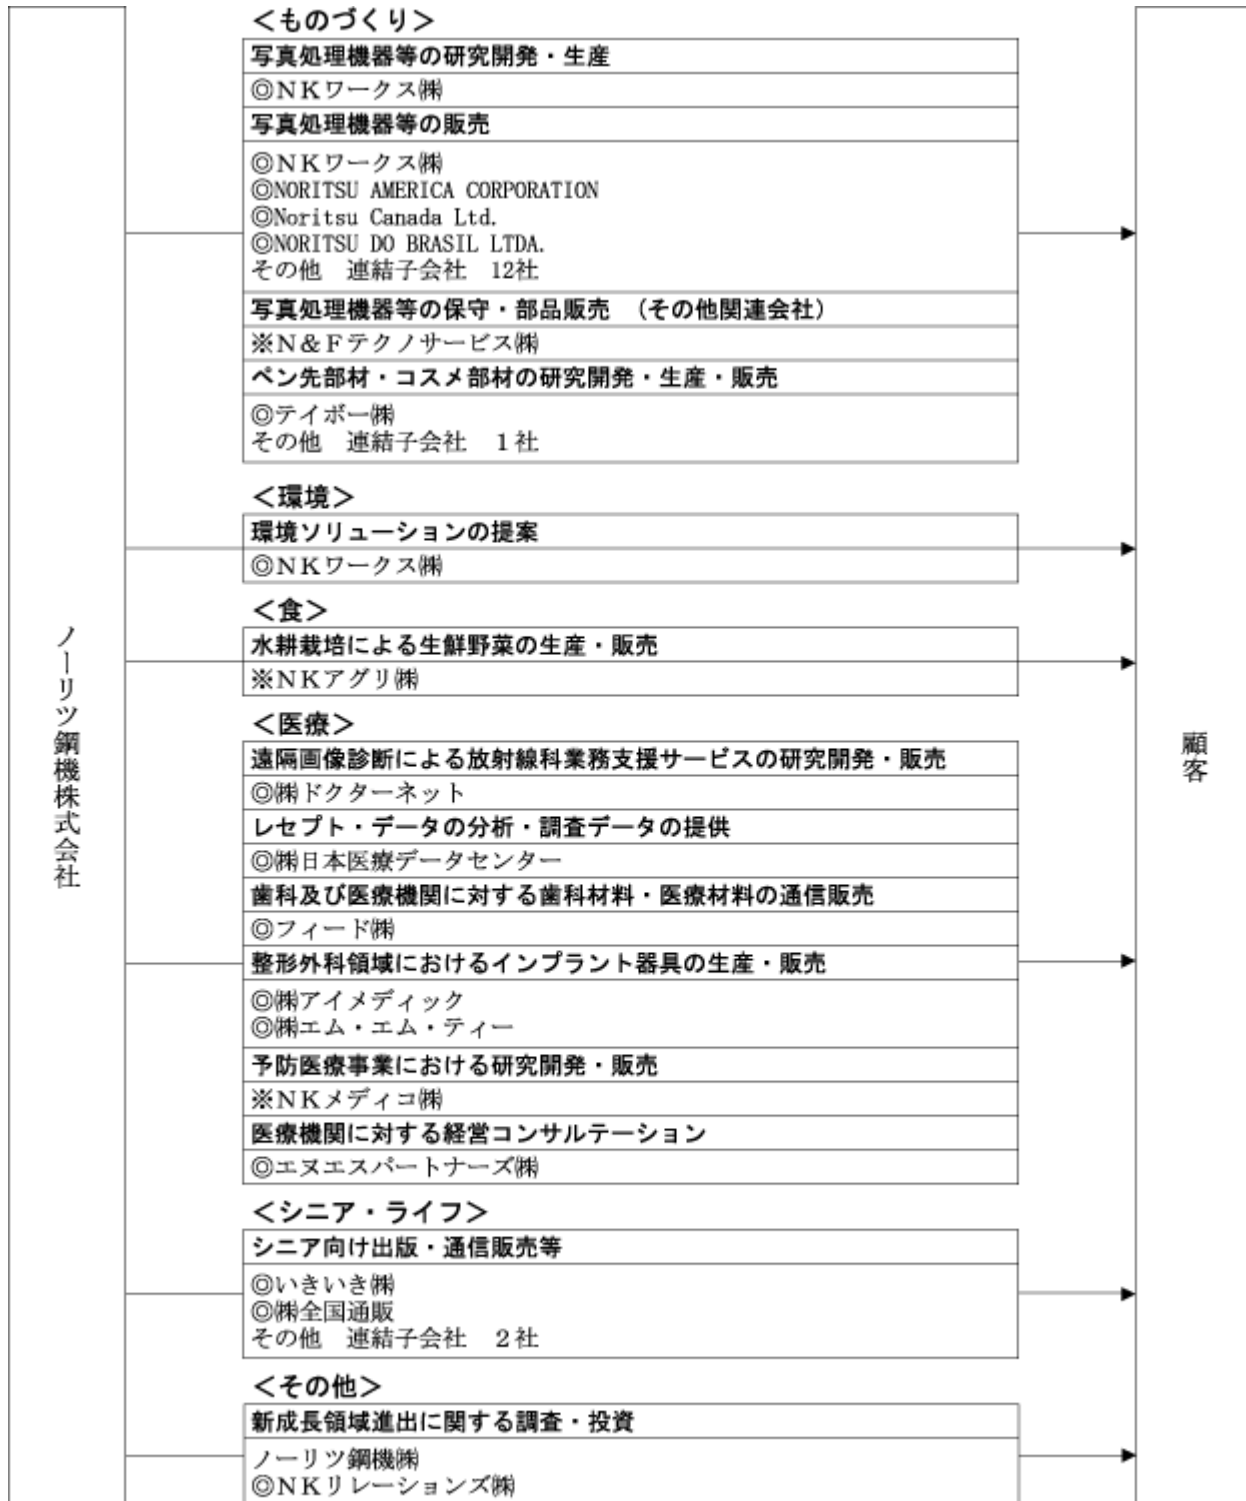 ＜ものづくり＞
写真処理機器等の研究開発・生産
◎ＮＫワークス㈱
写真処理機器等の販売
◎ＮＫワークス㈱
◎NORITSU AMERICA CORPORATION
◎Noritsu Canada Ltd.
◎NORITSU DO BRASIL LTDA.
その他　連結子会社　12社
写真処理機器等の保守・部品販売　（その他関連会社）
※Ｎ＆Ｆテクノサービス㈱
ペン先部材・コスメ部材の研究開発・生産・販売
◎テイボー㈱
その他　連結子会社　１社
＜環境＞
環境ソリューションの提案
◎ＮＫワークス㈱
＜食＞
水耕栽培による生鮮野菜の生産・販売
※ＮＫアグリ㈱
ノーリツ鋼機株式会社
＜医療＞
遠隔画像診断による放射線科業務支援サービスの研究開発・販売
◎㈱ドクターネット
レセプト・データの分析・調査データの提供
◎㈱日本医療データセンター
歯科及び医療機関に対する歯科材料・医療材料の通信販売
◎フィード㈱
整形外科領域におけるインプラント器具の生産・販売
◎㈱アイメディック
◎㈱エム・エム・ティー
予防医療事業における研究開発・販売
※ＮＫメディコ㈱
医療機関に対する経営コンサルテーション
◎エヌエスパートナーズ㈱
顧客
＜シニア・ライフ＞
シニア向け出版・通信販売等
◎いきいき㈱
◎㈱全国通販
その他　連結子会社　２社
＜その他＞
新成長領域進出に関する調査・投資
ノーリツ鋼機㈱
◎ＮＫリレーションズ㈱